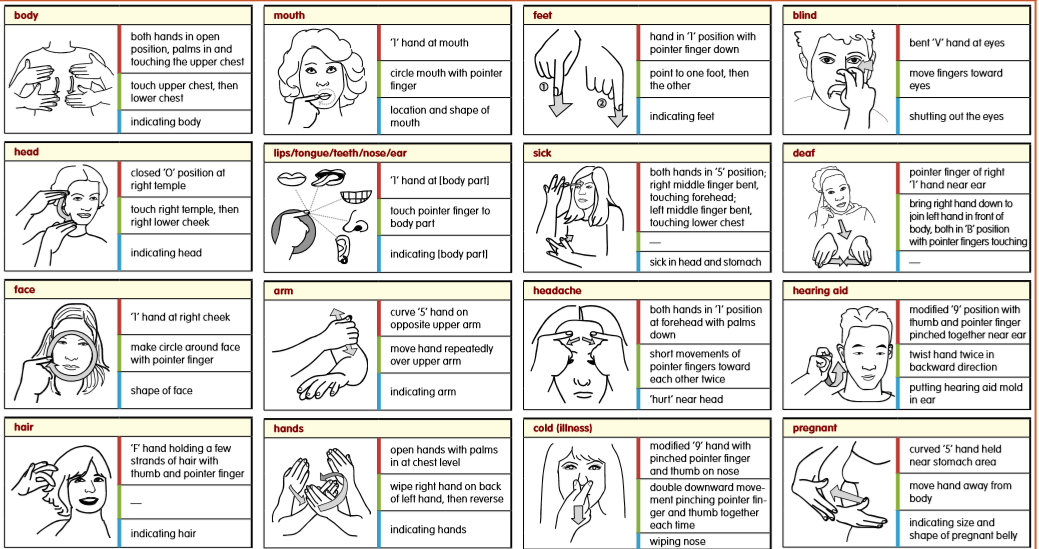 body
both hands in open
position, palms in and
touching the upper chest
touch upper chest, then
lower chest
indicating body
mouth
'1' hand at mouth
circle mouth with pointer
finger
location and shape of
mouth
feet
hand in '1' position with
pointer finger down
point to one foot, then
the other
indicating feet
1
2
blind
bent 'V' hand at eyes
move fingers toward
eyes
shutting out the eyes
head
closed 'O' position at
right temple
touch right temple, then
right lower cheek
indicating head
lips/tongue/teeth/nose/ear
'1' hand at [body part]
touch pointer finger to
body part
indicating [body part]
sick
both hands in '5' position;
right middle finger bent,
touching forehead;
left middle finger bent,
touching lower chest
—
sick in head and stomach
deaf
pointer finger of right
'1' hand near ear
bring right hand down to
join left hand in front of
body, both in 'B' position
with pointer fingers touching
—
face
'1' hand at right cheek
make circle around face
with pointer finger
shape of face
arm
curve '5' hand on
opposite upper arm
move hand repeatedly
over upper arm
indicating arm
headache
both hands in '1' position
at forehead with palms
down
short movements of
pointer fingers toward
each other twice
'hurt' near head
hearing aid
modified '9' position with
thumb and pointer finger
pinched together near ear
twist hand twice in
backward direction
putting hearing aid mold
in ear
hair
'F' hand holding a few
strands of hair with
thumb and pointer finger
—
indicating hair
hands
open hands with palms
in at chest level
wipe right hand on back
of left hand, then reverse
indicating hands
cold (illness)
modified '9' hand with
pinched pointer finger
and thumb on nose
double downward move-
ment pinching pointer fin-
ger and thumb together
each time
wiping nose
pregnant
curved '5' hand held
near stomach area
move hand away from
body
indicating size and
shape of pregnant belly